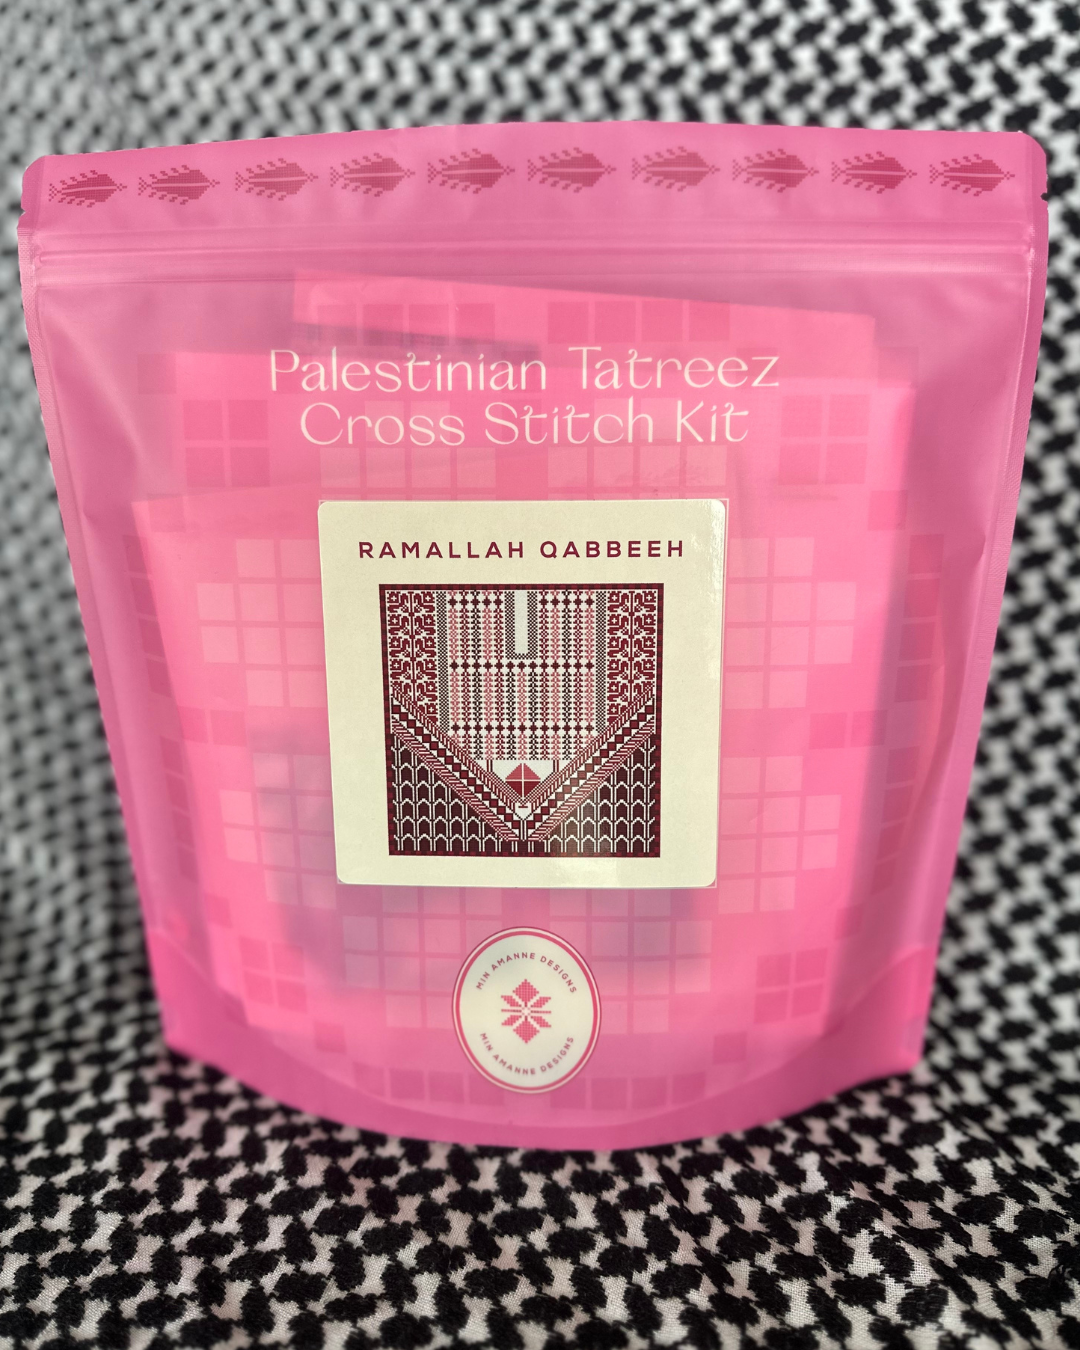 Palestinian Tatreez
Cross Stitch Kit
RAMALLAH QABBEEH
MIN AMANNE DESIGNS
MIN AMANNE DESIGNS